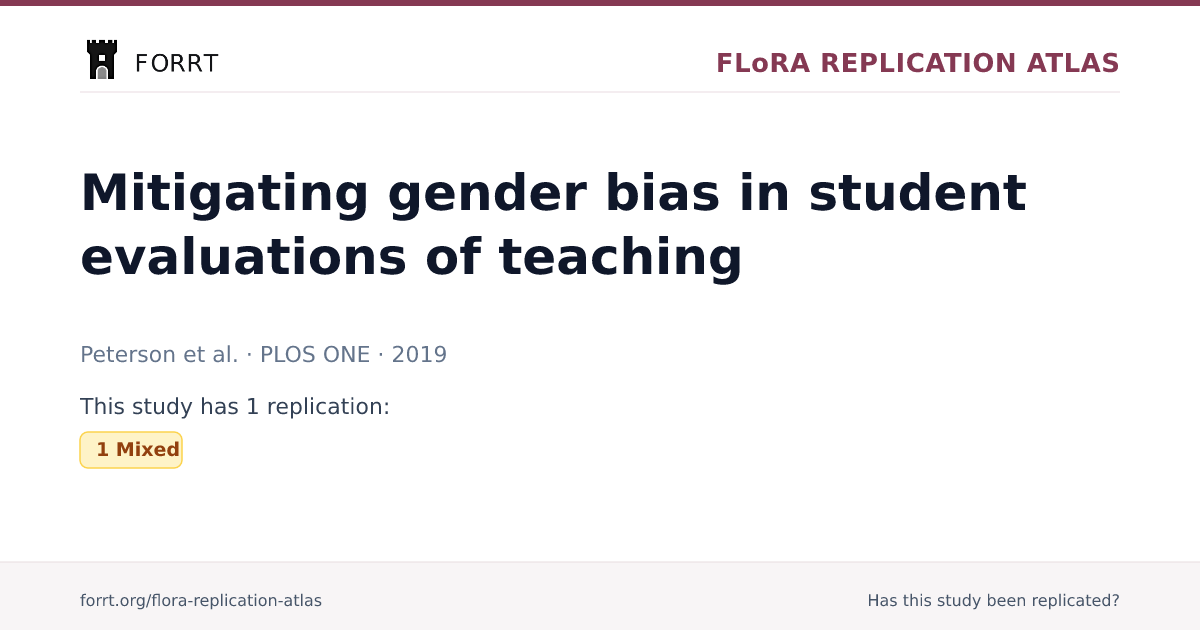 FORRT
FLoRA REPLICATION ATLAS
Mitigating gender bias in student
evaluations of teaching
Peterson et al. · PLOS ONE · 2019
This study has 1 replication:
1 Mixed
forrt.org/flora-replication-atlas
Has this study been replicated?